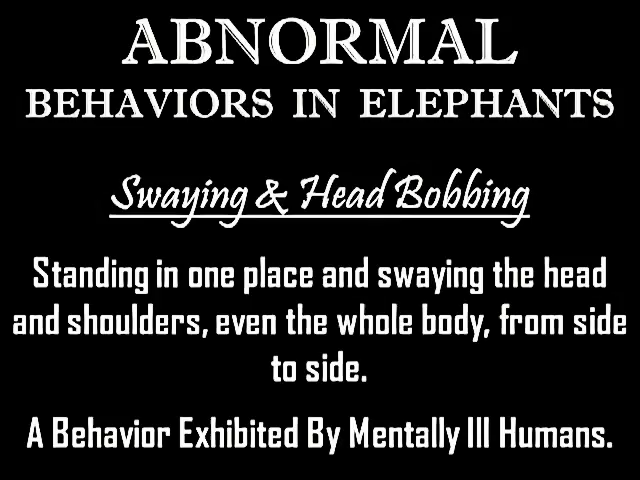 ABNORMAL
BEHAVIORS IN ELEPHANTS
Swaying & Head Bobbing
Standing in one place and swaying the head
and shoulders, even the whole body, from side
to side.
A Behavior Exhibited By Mentally Ill Humans.